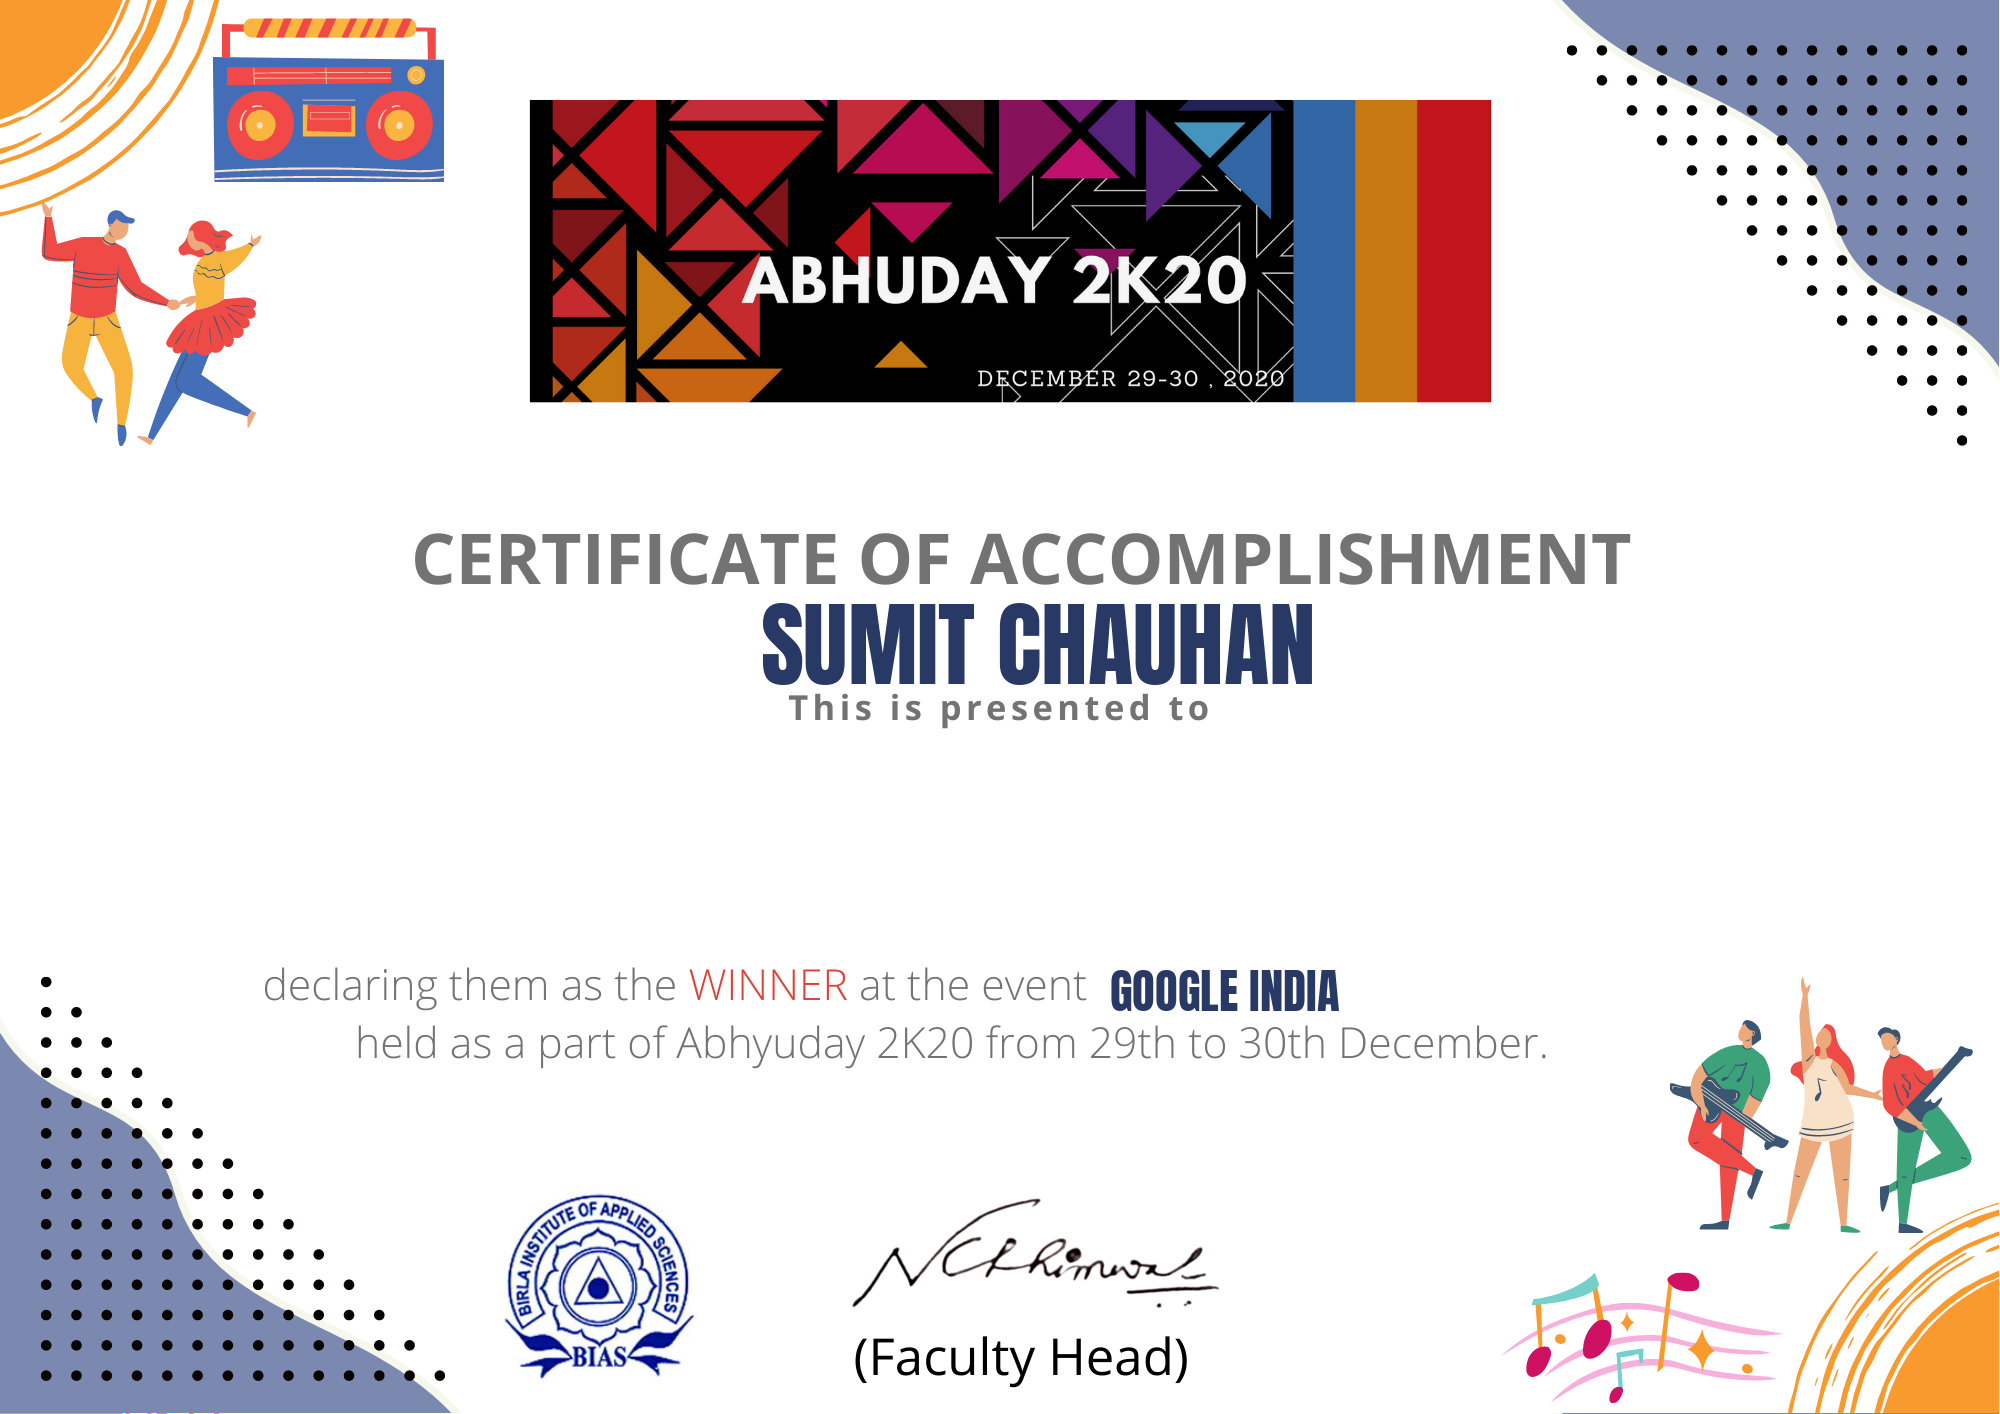 ABHUDAY 2K20
DECEMBER 29-30 , 2020
CERTIFICATE OF ACCOMPLISHMENT
SUMIT CHAUHAN
This is presented to
declaring them as the WINNER at the event GOOGLE INDIA
held as a part of Abhyuday 2K20 from 29th to 30th December.
BIRLA INSTITUTE OF APPLIED SCIENCES
BIAS
(Faculty Head)